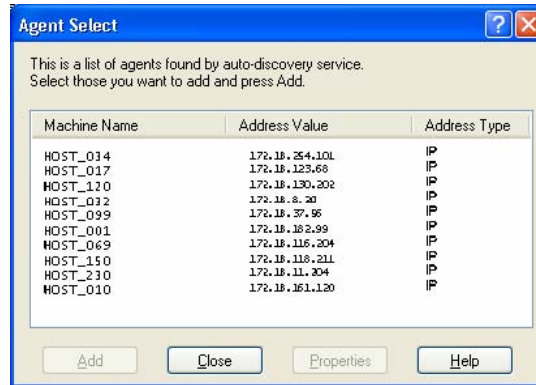 Agent Select
This is a list of agents found by auto-discovery service.
Select those you want to add and press Add.
Machine Name Address Value Address Type
HOST_034 172.18.254.101 IP
HOST_017 172.18.123.68 IP
HOST_120 172.18.130.202 IP
HOST_032 172.18.8.20 IP
HOST_099 172.18.37.56 IP
HOST_001 172.18.182.99 IP
HOST_069 172.18.116.204 IP
HOST_150 172.18.118.211 IP
HOST_230 172.18.11.204 IP
HOST_010 172.18.161.120 IP
Add Close Properties Help